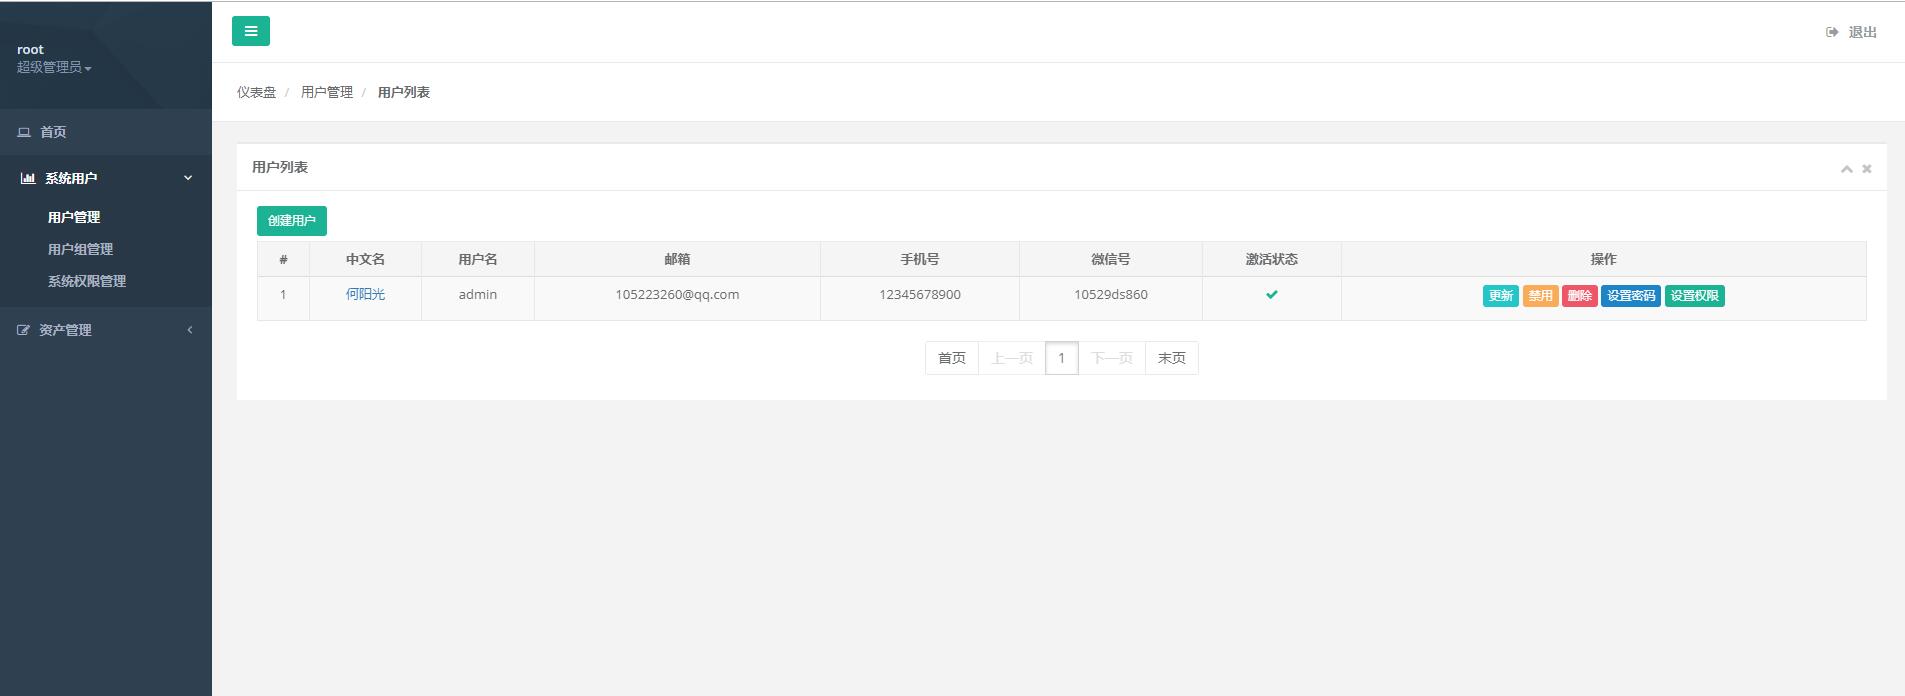 root
超级管理员
首页
系统用户
用户管理
用户组管理
系统权限管理
资产管理
退出
仪表盘 / 用户管理 / 用户列表
用户列表
创建用户
# 中文名 用户名 邮箱 手机号 微信号 激活状态 操作
1 何阳光 admin 105223260@qq.com 12345678900 10529ds860 更新 禁用 删除 设置密码 设置权限
首页 上一页 1 下一页 末页